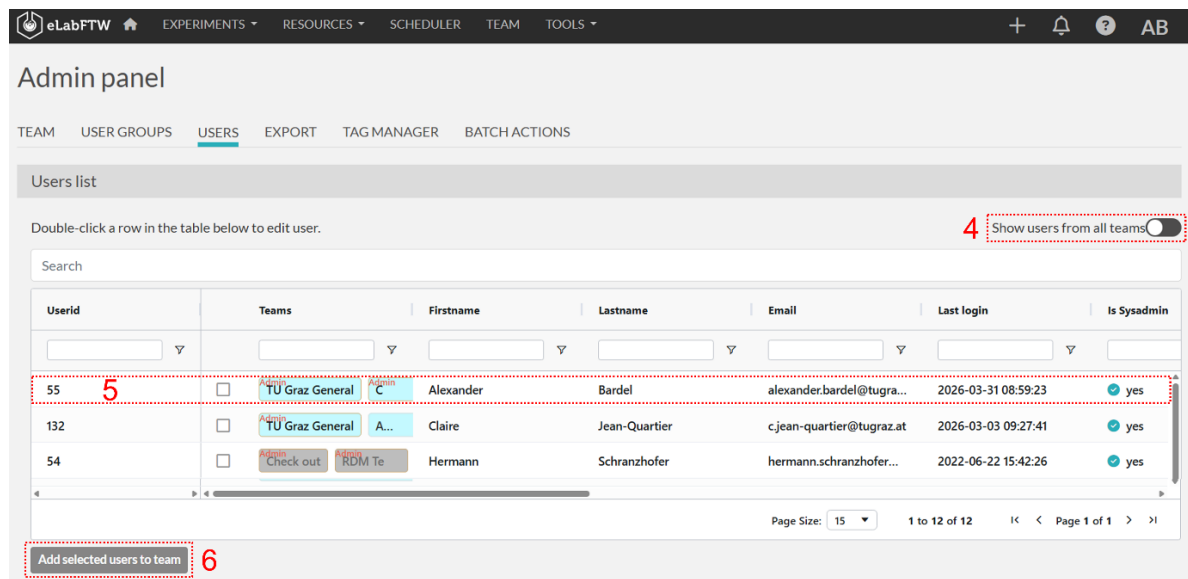 eLabFTW EXPERIMENTS RESOURCES SCHEDULER TEAM TOOLS + ? AB
Admin panel
TEAM USER GROUPS USERS EXPORT TAG MANAGER BATCH ACTIONS
Users list
Double-click a row in the table below to edit user. 4 Show users from all teams
Search
Userid Teams Firstname Lastname Email Last login Is Sysadmin
Admin Admin
55 5 TU Graz General C Alexander Bardel alexander.bardel@tugra... 2026-03-31 08:59:23 yes
Admin
132 TU Graz General A... Claire Jean-Quartier c.jean-quartier@tugraz.at 2026-03-03 09:27:41 yes
Admin Admin
54 Check out RDM Te Hermann Schranzhofer hermann.schranzhofer... 2022-06-22 15:42:26 yes
Page Size: 15 1 to 12 of 12 Page 1 of 1
Add selected users to team 6